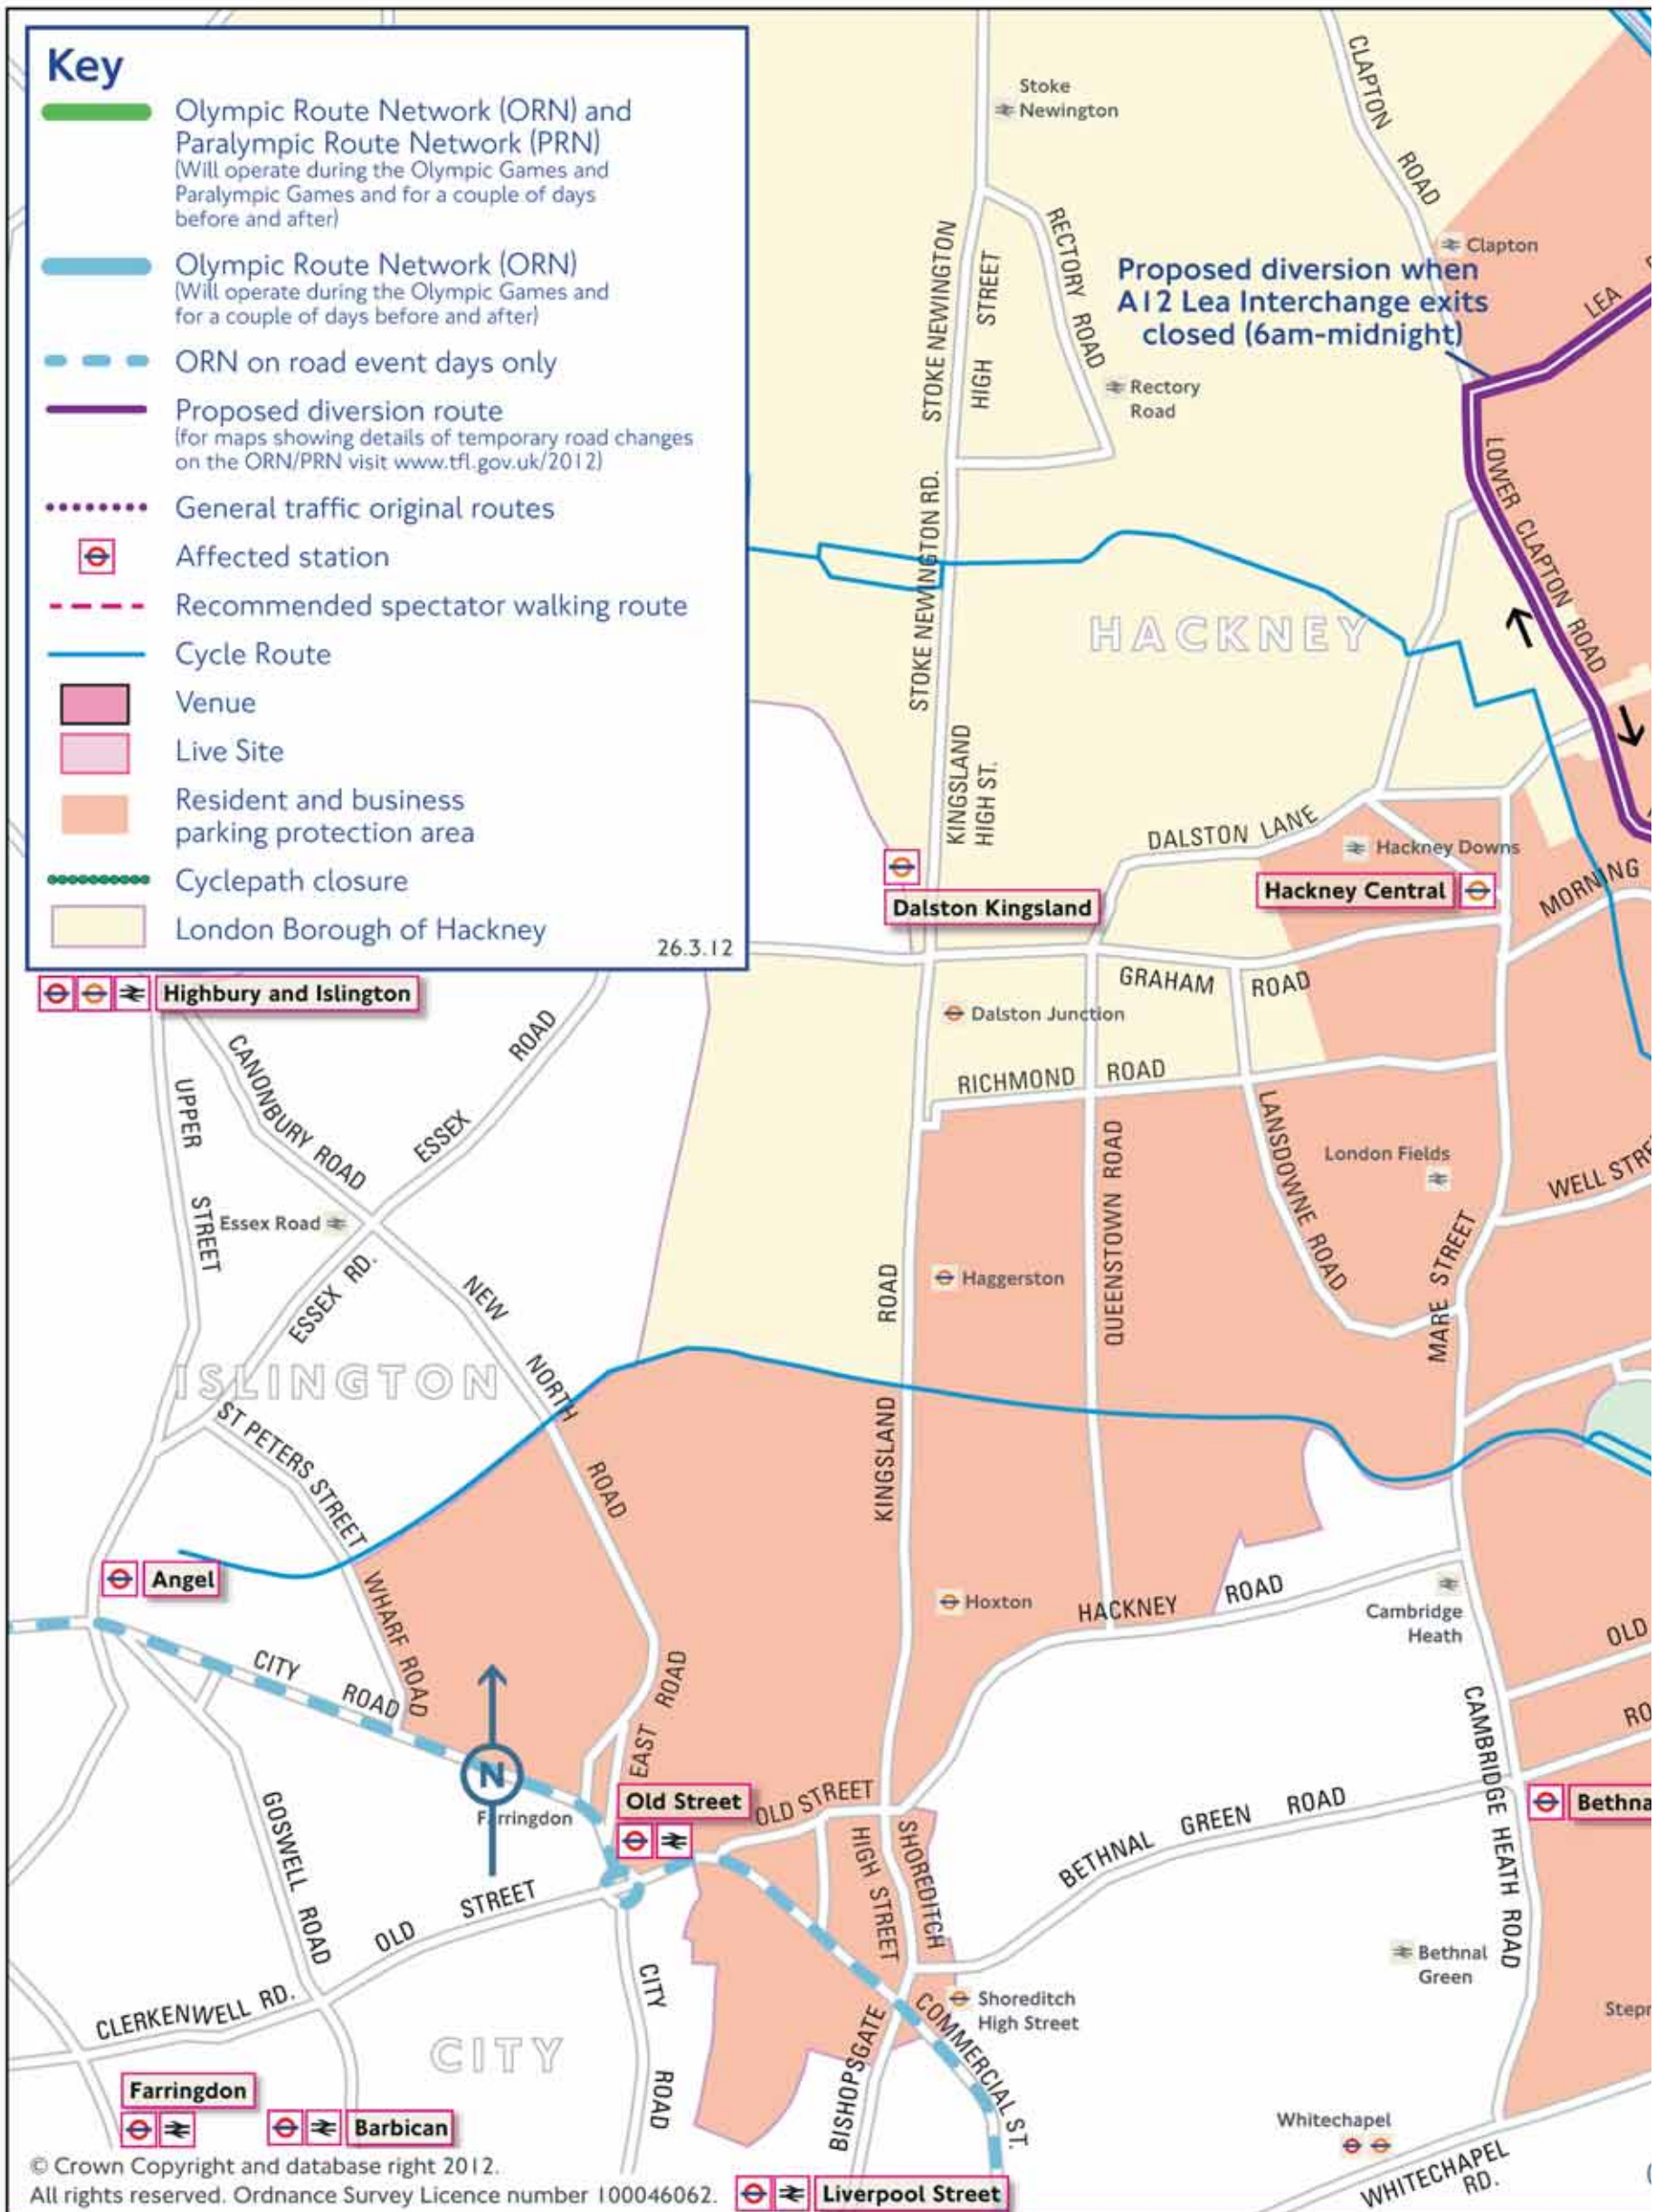 Key
Olympic Route Network (ORN) and
Paralympic Route Network (PRN)
(Will operate during the Olympic Games and
Paralympic Games and for a couple of days
before and after)
Olympic Route Network (ORN)
(Will operate during the Olympic Games and
for a couple of days before and after)
ORN on road event days only
Proposed diversion route
(for maps showing details of temporary road changes
on the ORN/PRN visit www.tfl.gov.uk/2012)
General traffic original routes
Affected station
Recommended spectator walking route
Cycle Route
Venue
Live Site
Resident and business
parking protection area
Cyclepath closure
London Borough of Hackney
26.3.12
Stoke
Newington
CLAPTON ROAD
Clapton
STOKE NEWINGTON
HIGH STREET
RECTORY ROAD
Proposed diversion when
A12 Lea Interchange exits
closed (6am-midnight)
LEA
Rectory
Road
LOWER CLAPTON ROAD
STOKE NEWINGTON RD.
HACKNEY
KINGSLAND
HIGH ST.
DALSTON LANE
Hackney Downs
Hackney Central
MORNING
Dalston Kingsland
GRAHAM ROAD
Highbury and Islington
Dalston Junction
CANONBURY ROAD
ESSEX ROAD
UPPER STREET
RICHMOND ROAD
LANSDOWNE ROAD
QUEENSTOWN ROAD
London Fields
WELL STRE
Essex Road
ESSEX RD.
NEW NORTH ROAD
Haggerston
KINGSLAND ROAD
MARE STREET
ISLINGTON
ST PETERS STREET
Angel
WHARF ROAD
Hoxton
HACKNEY ROAD
Cambridge
Heath
OLD
CITY ROAD
EAST ROAD
RO
CAMBRIDGE HEATH ROAD
N
Farringdon
Old Street
OLD STREET
BETHNAL GREEN ROAD
Bethna
GOSWELL ROAD
HIGH STREET
SHOREDITCH
OLD STREET
CITY ROAD
Bethnal
Green
Shoreditch
High Street
Stepn
CLERKENWELL RD.
CITY
BISHOPSGATE
COMMERCIAL ST.
Farringdon
Barbican
Whitechapel
WHITECHAPEL
RD.
© Crown Copyright and database right 2012.
All rights reserved. Ordnance Survey Licence number 100046062.
Liverpool Street